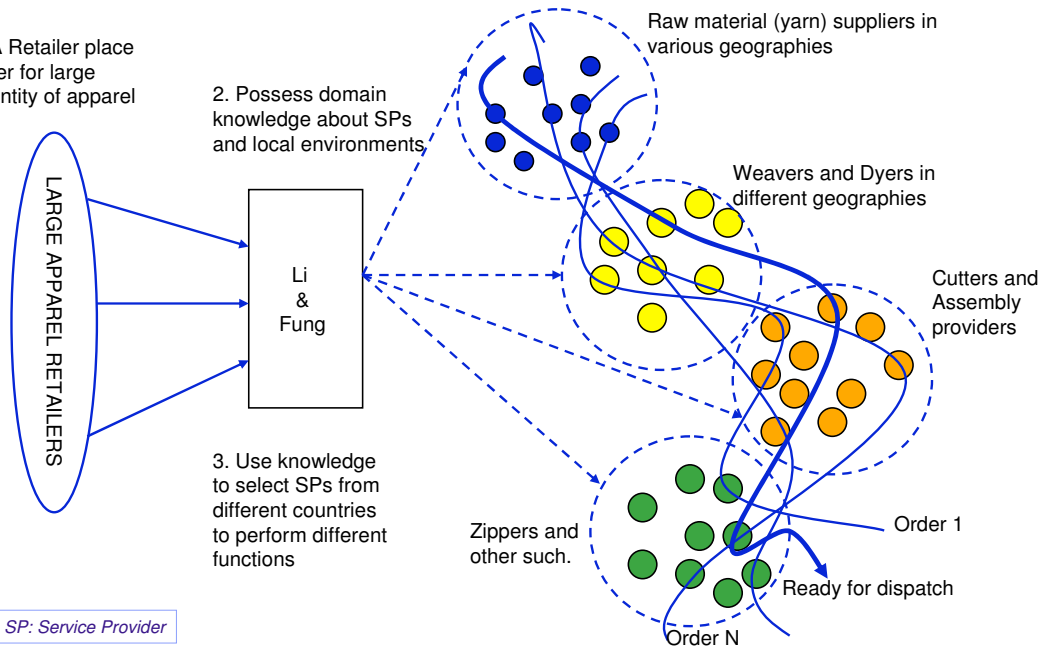 A Retailer place
er for large
ntity of apparel
LARGE APPAREL RETAILERS
2. Possess domain
knowledge about SPs
and local environments
Li
&
Fung
3. Use knowledge
to select SPs from
different countries
to perform different
functions
Raw material (yarn) suppliers in
various geographies
Weavers and Dyers in
different geographies
Cutters and
Assembly
providers
Zippers and
other such.
Order 1
Ready for dispatch
Order N
SP: Service Provider